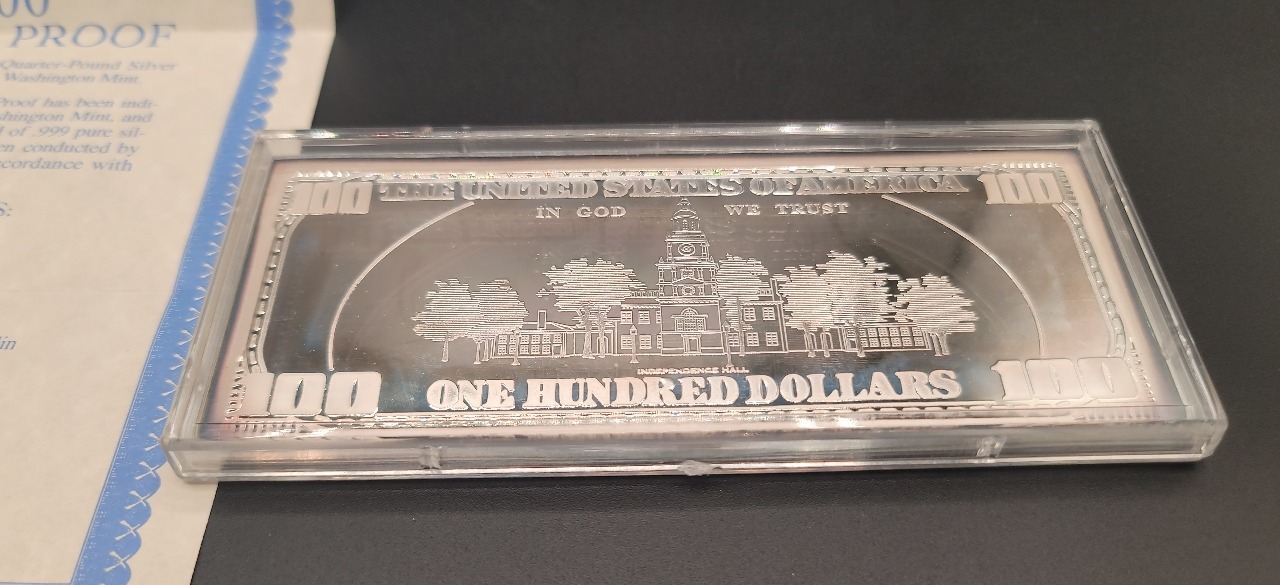 00
PROOF
Quarter-Pound Silver
Washington Mint.
Proof has been indi-
shington Mint, and
d of .999 pure sil-
en conducted by
ccordance with
S:
in
100 THE UNITED STATES OF AMERICA 100
IN GOD WE TRUST
INDEPENDENCE HALL
100 ONE HUNDRED DOLLARS 100